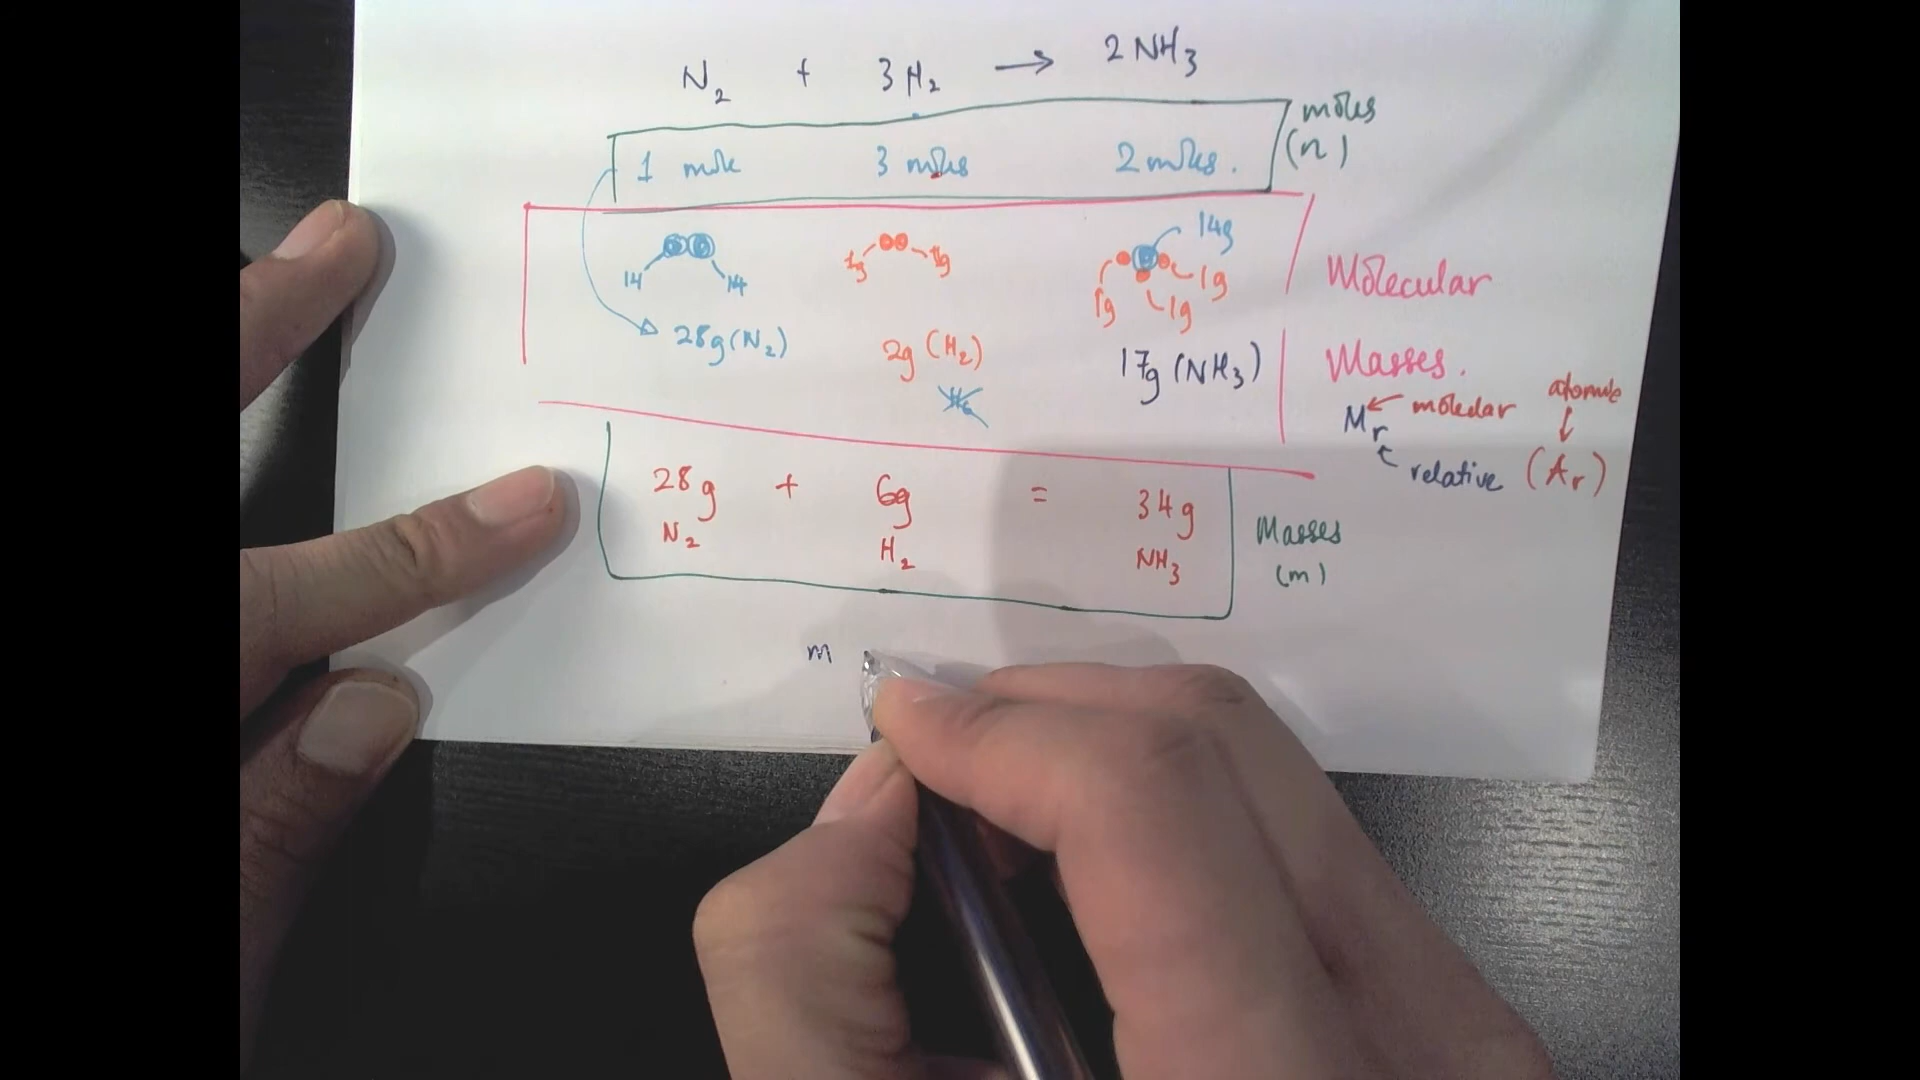 N₂ + 3H₂ → 2NH₃
moles
(n)
1 mole 3 moles 2 moles.
14g
14 14 1g 1g 1g 1g 1g
28g(N₂) 2g (H₂) 17g (NH₃)
Molecular
Masses.
Mr ← molecular
relative
atomic
(Ar)
28g + 6g = 34g
N₂ H₂ NH₃
Masses
(m)
m